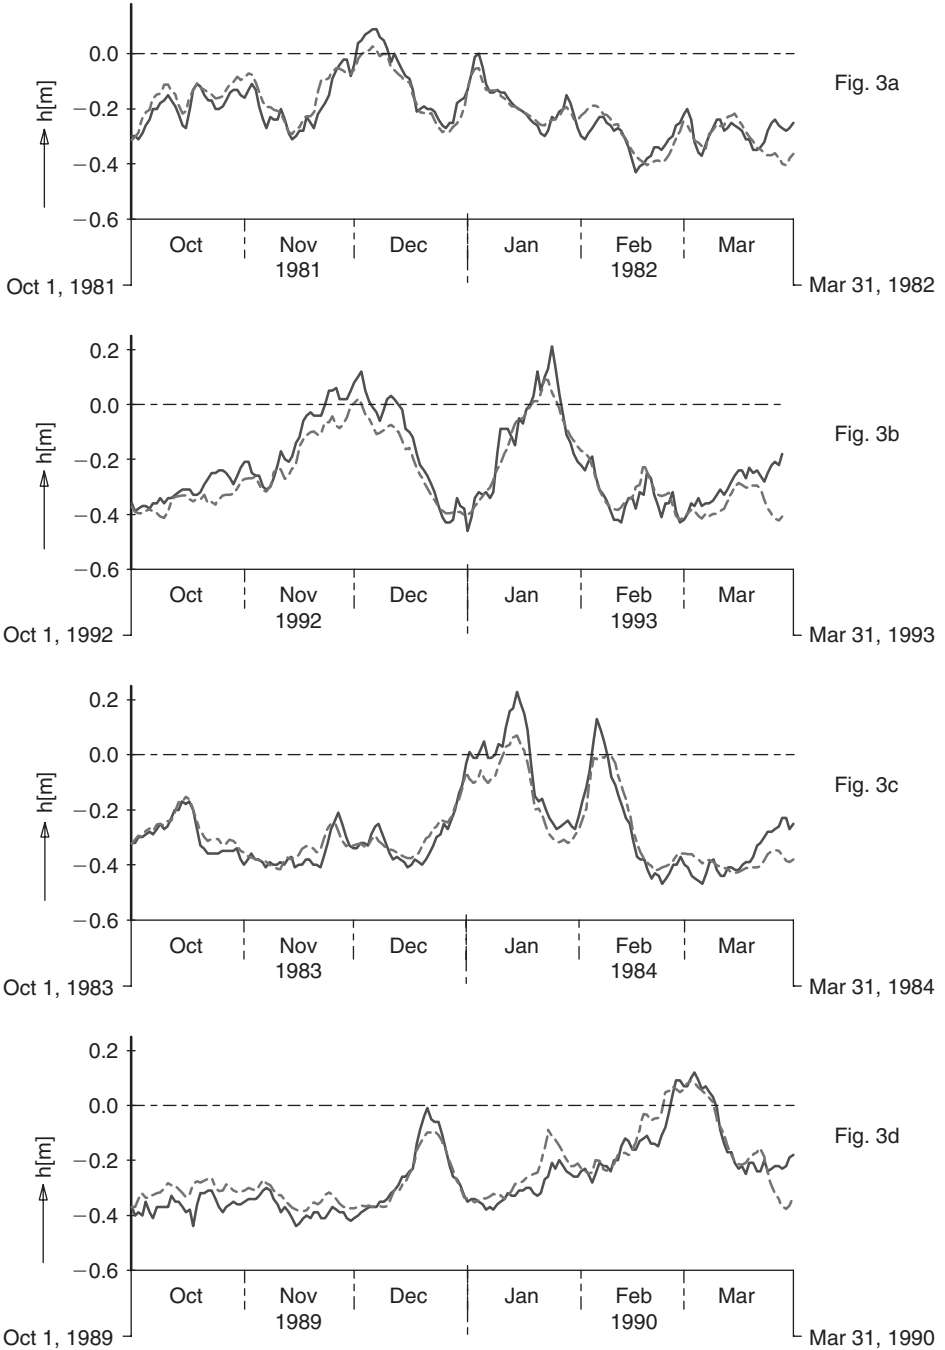 0.0
−0.2
−0.4
−0.6
h[m]
Fig. 3a
Oct Nov Dec Jan Feb Mar
1981 1982
Oct 1, 1981 Mar 31, 1982
0.2
0.0
−0.2
−0.4
−0.6
h[m]
Fig. 3b
Oct Nov Dec Jan Feb Mar
1992 1993
Oct 1, 1992 Mar 31, 1993
0.2
0.0
−0.2
−0.4
−0.6
h[m]
Fig. 3c
Oct Nov Dec Jan Feb Mar
1983 1984
Oct 1, 1983 Mar 31, 1984
0.2
0.0
−0.2
−0.4
−0.6
h[m]
Fig. 3d
Oct Nov Dec Jan Feb Mar
1989 1990
Oct 1, 1989 Mar 31, 1990